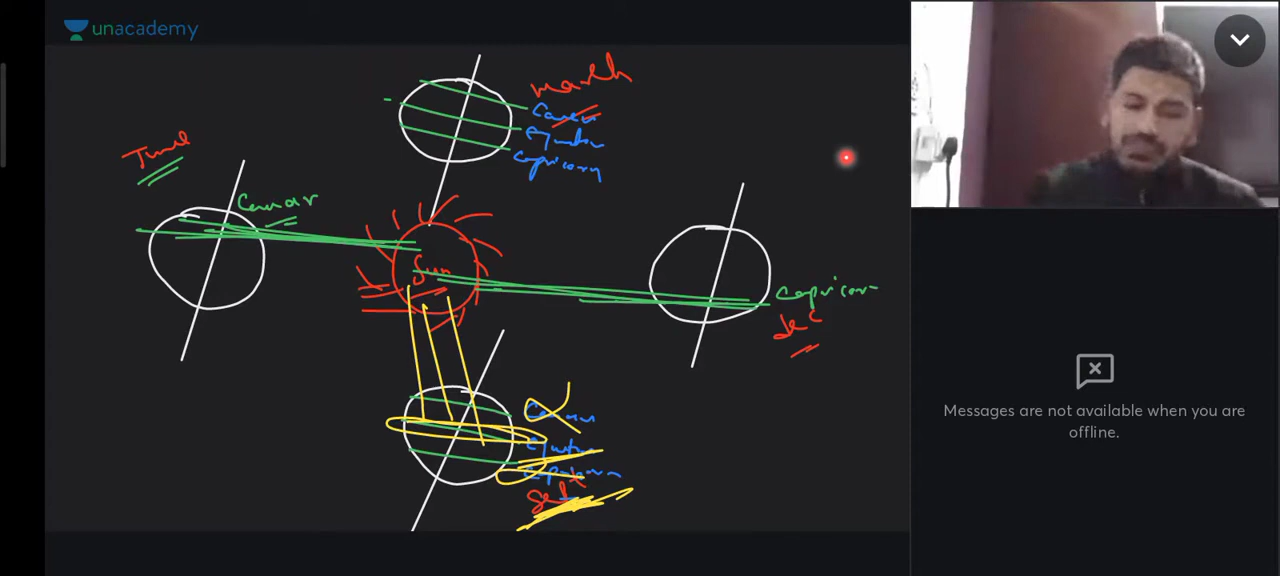 unacademy
March
Cancer
Equator
Capricorn
June
Cancer
Sun
Capricorn
Dec
Cancer
Equator
Capricorn
Sept
Messages are not available when you are
offline.